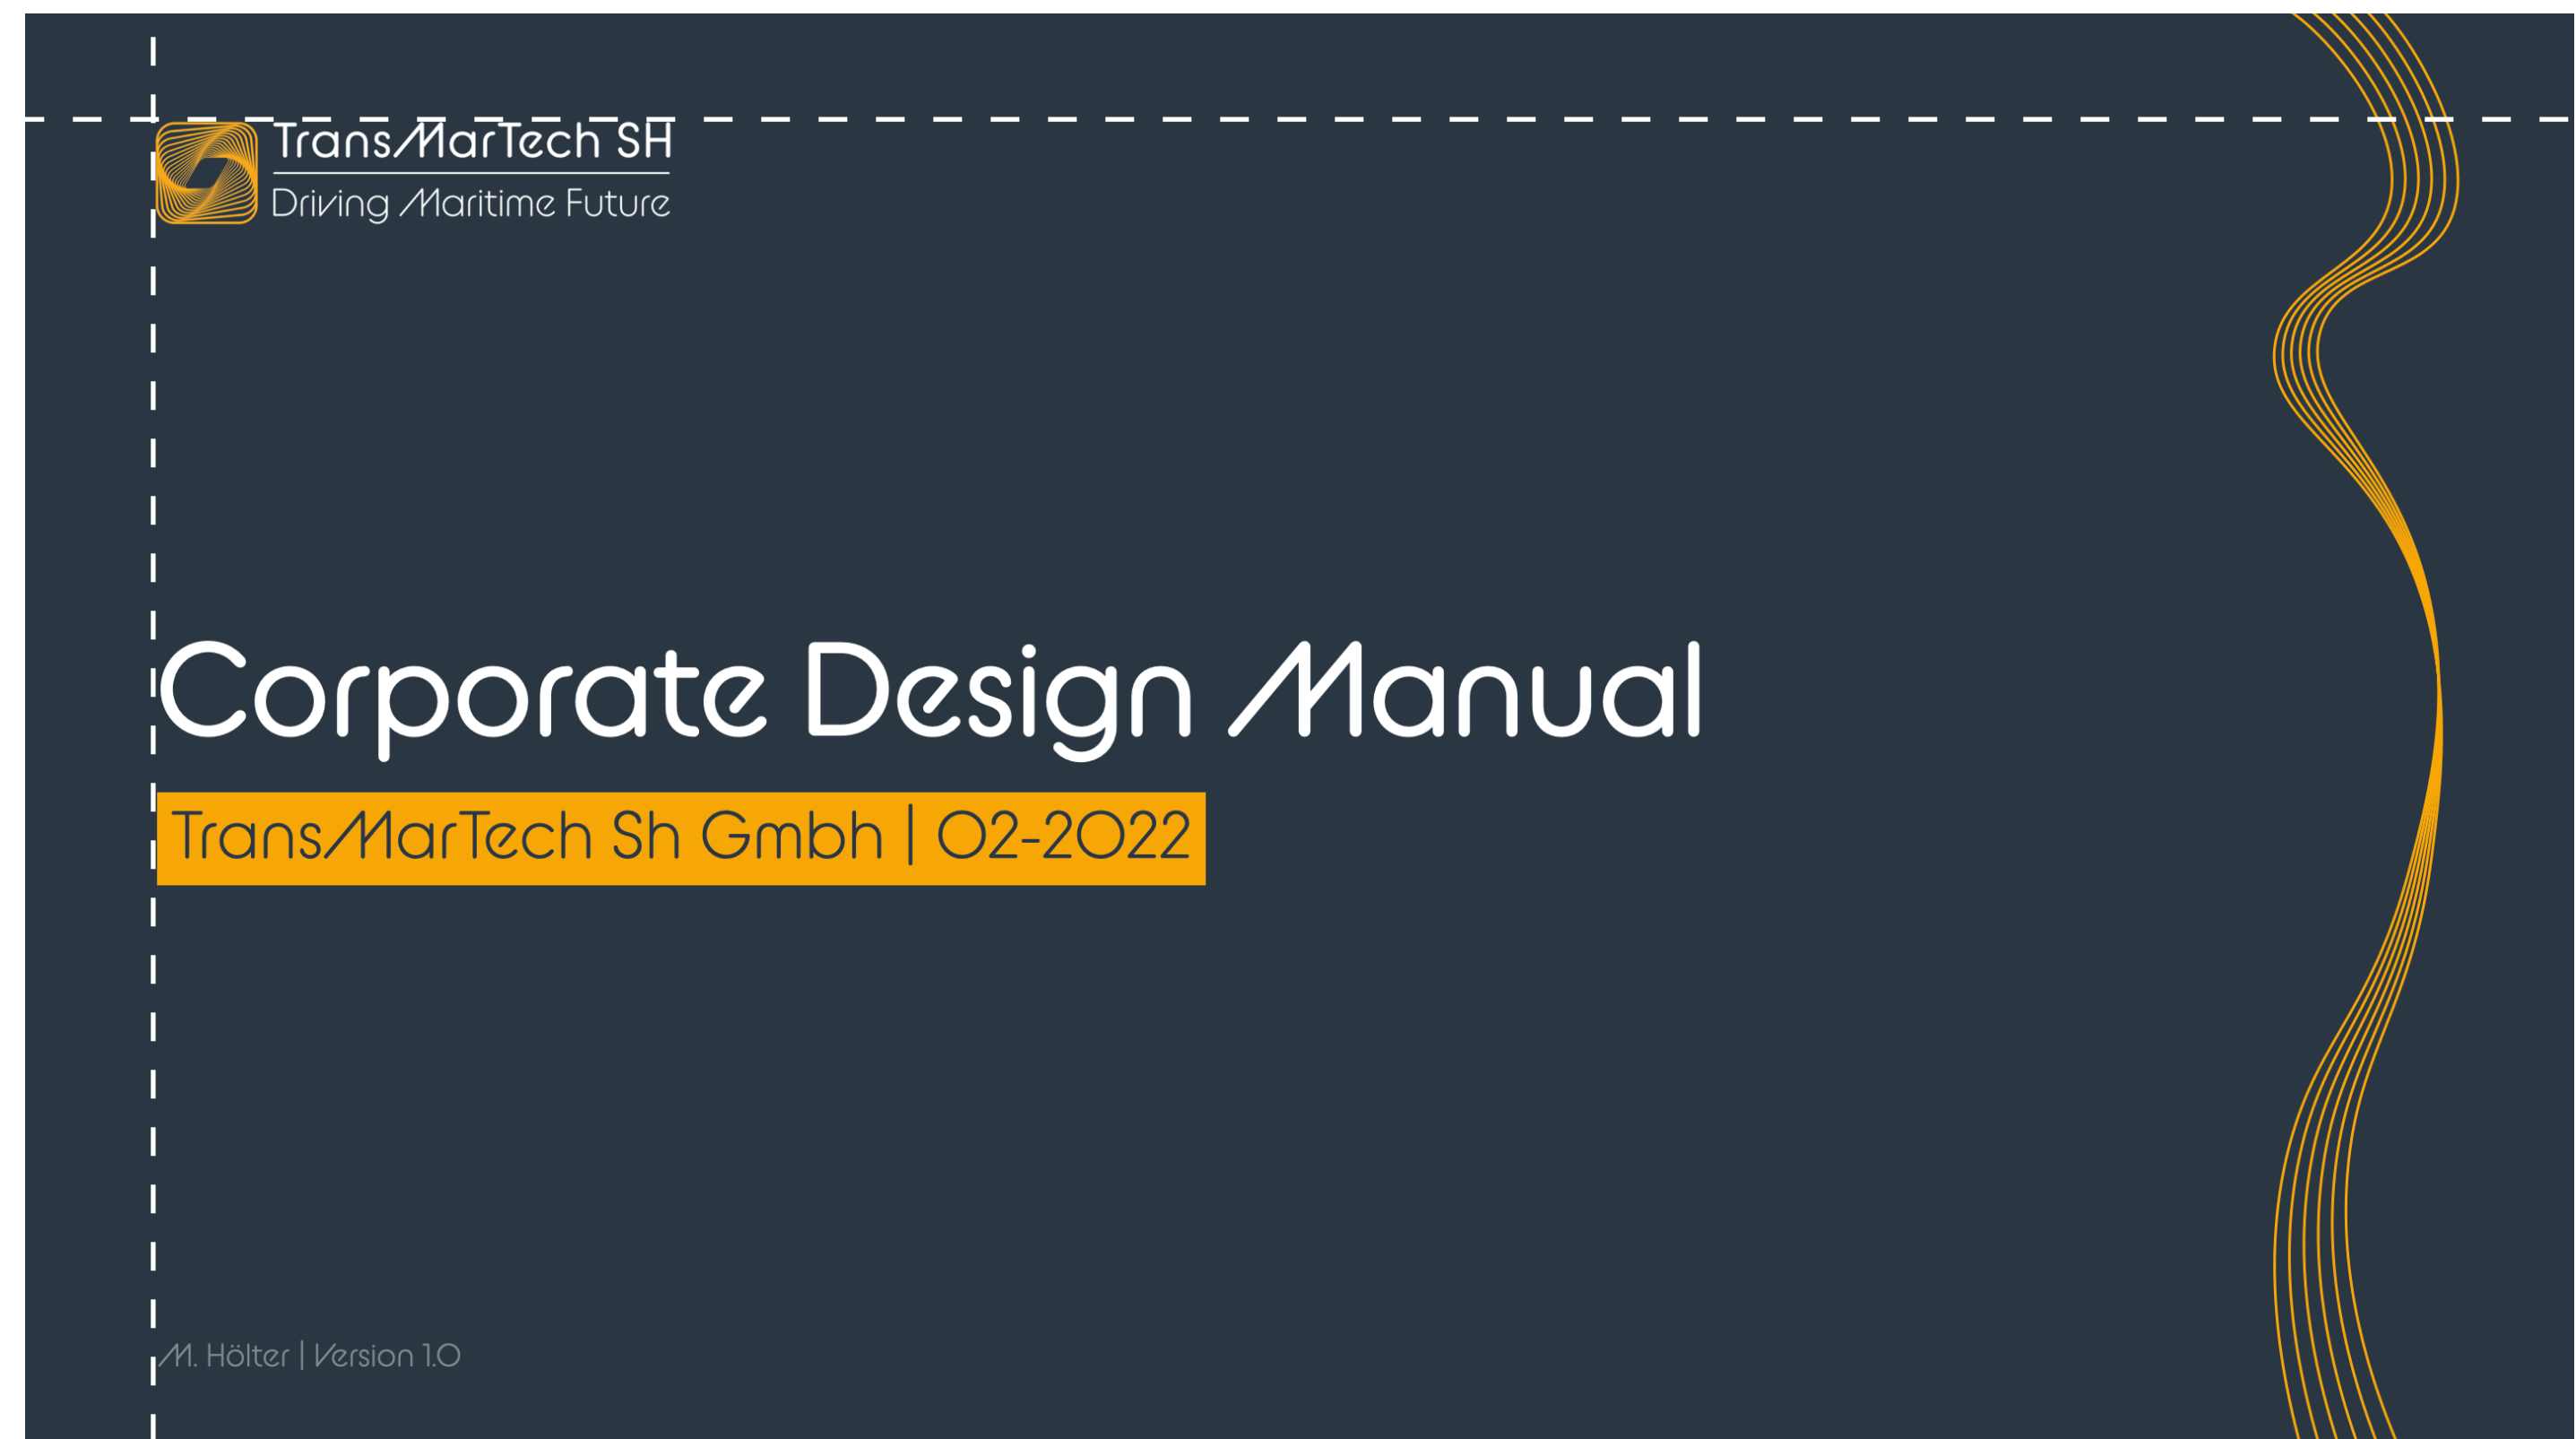 TransMarTech SH
Driving Maritime Future
Corporate Design Manual
TransMarTech Sh Gmbh | 02-2022
M. Hölter | Version 1.0